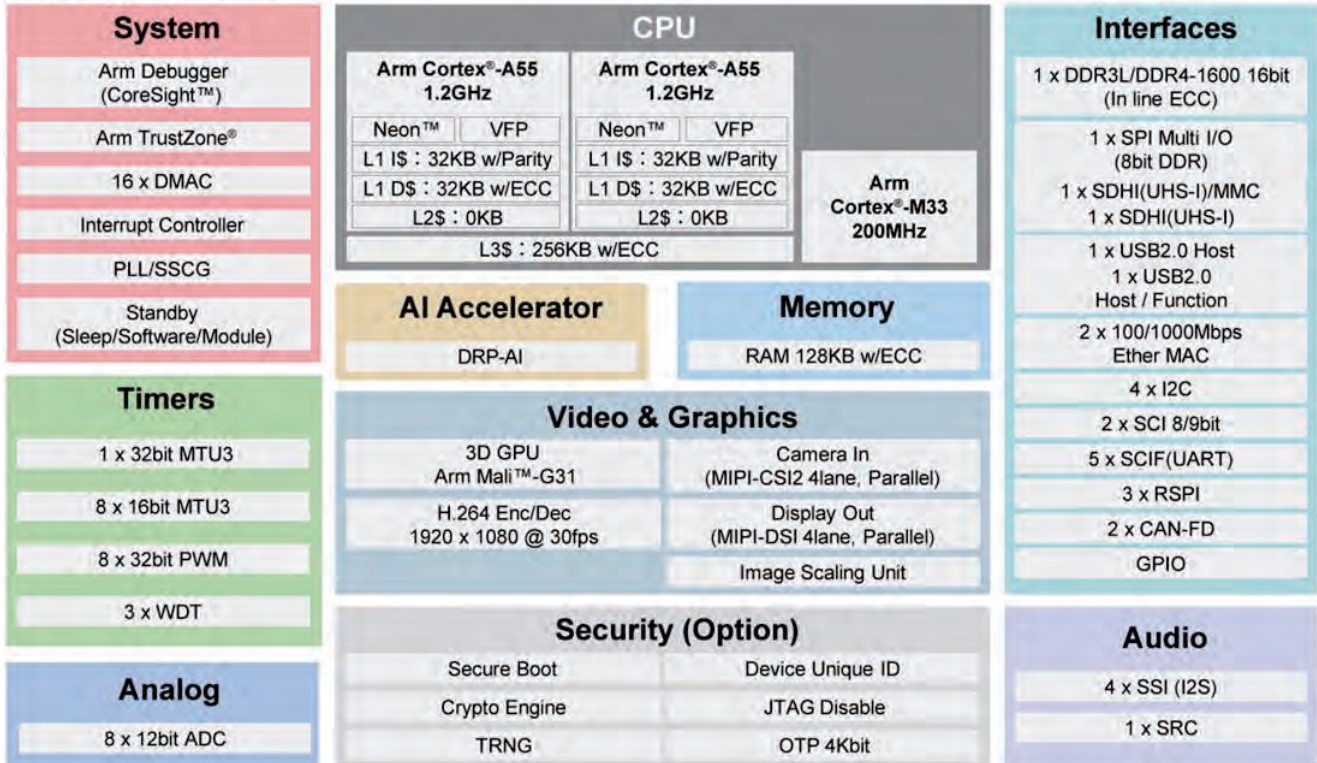 System
Arm Debugger
(CoreSight™)
Arm TrustZone®
16 x DMAC
Interrupt Controller
PLL/SSCG
Standby
(Sleep/Software/Module)
Timers
1 x 32bit MTU3
8 x 16bit MTU3
8 x 32bit PWM
3 x WDT
Analog
8 x 12bit ADC
CPU
Arm Cortex®-A55
1.2GHz
Neon™ VFP
L1 I$ : 32KB w/Parity
L1 D$ : 32KB w/ECC
L2$ : 0KB
Arm Cortex®-A55
1.2GHz
Neon™ VFP
L1 I$ : 32KB w/Parity
L1 D$ : 32KB w/ECC
L2$ : 0KB
L3$ : 256KB w/ECC
Arm
Cortex®-M33
200MHz
AI Accelerator
DRP-AI
Memory
RAM 128KB w/ECC
Video & Graphics
3D GPU
Arm Mali™-G31
Camera In
(MIPI-CSI2 4lane, Parallel)
H.264 Enc/Dec
1920 x 1080 @ 30fps
Display Out
(MIPI-DSI 4lane, Parallel)
Image Scaling Unit
Security (Option)
Secure Boot
Device Unique ID
Crypto Engine
JTAG Disable
TRNG
OTP 4Kbit
Interfaces
1 x DDR3L/DDR4-1600 16bit
(In line ECC)
1 x SPI Multi I/O
(8bit DDR)
1 x SDHI(UHS-I)/MMC
1 x SDHI(UHS-I)
1 x USB2.0 Host
1 x USB2.0
Host / Function
2 x 100/1000Mbps
Ether MAC
4 x I2C
2 x SCI 8/9bit
5 x SCIF(UART)
3 x RSPI
2 x CAN-FD
GPIO
Audio
4 x SSI (I2S)
1 x SRC